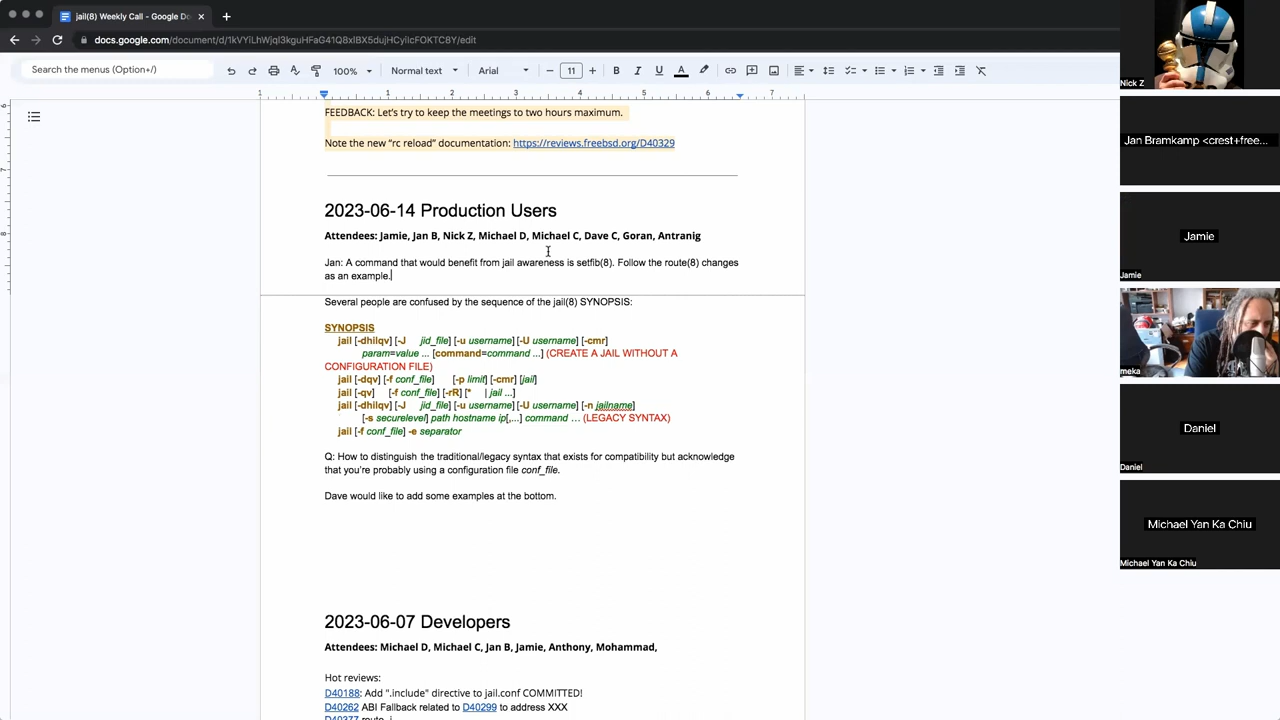 jail(8) Weekly Call - Google Do
docs.google.com/document/d/1kVYiLhWjql3kguHFaG41Q8xIBX5dujHCyilcFOKTC8Y/edit
Search the menus (Option+/)
100%
Normal text
Arial
11
FEEDBACK: Let's try to keep the meetings to two hours maximum.
Note the new "rc reload" documentation: https://reviews.freebsd.org/D40329
2023-06-14 Production Users
Attendees: Jamie, Jan B, Nick Z, Michael D, Michael C, Dave C, Goran, Antranig
Jan: A command that would benefit from jail awareness is setfib(8). Follow the route(8) changes
as an example.
Several people are confused by the sequence of the jail(8) SYNOPSIS:
SYNOPSIS
jail [-dhilqv] [-J jid_file] [-u username] [-U username] [-cmr]
param=value ... [command=command ...] (CREATE A JAIL WITHOUT A
CONFIGURATION FILE)
jail [-dqv] [-f conf_file] [-p limit] [-cmr] [jail]
jail [-qv] [-f conf_file] [-rR] [* | jail ...]
jail [-dhilqv] [-J jid_file] [-u username] [-U username] [-n jailname]
[-s securelevel] path hostname ip[,...] command ... (LEGACY SYNTAX)
jail [-f conf_file] -e separator
Q: How to distinguish the traditional/legacy syntax that exists for compatibility but acknowledge
that you're probably using a configuration file conf_file.
Dave would like to add some examples at the bottom.
2023-06-07 Developers
Attendees: Michael D, Michael C, Jan B, Jamie, Anthony, Mohammad,
Hot reviews:
D40188: Add ".include" directive to jail.conf COMMITTED!
D40262 ABI Fallback related to D40299 to address XXX
Nick Z
Jan Bramkamp <crest+free...
Jamie
Jamie
meka
Daniel
Daniel
Michael Yan Ka Chiu
Michael Yan Ka Chiu